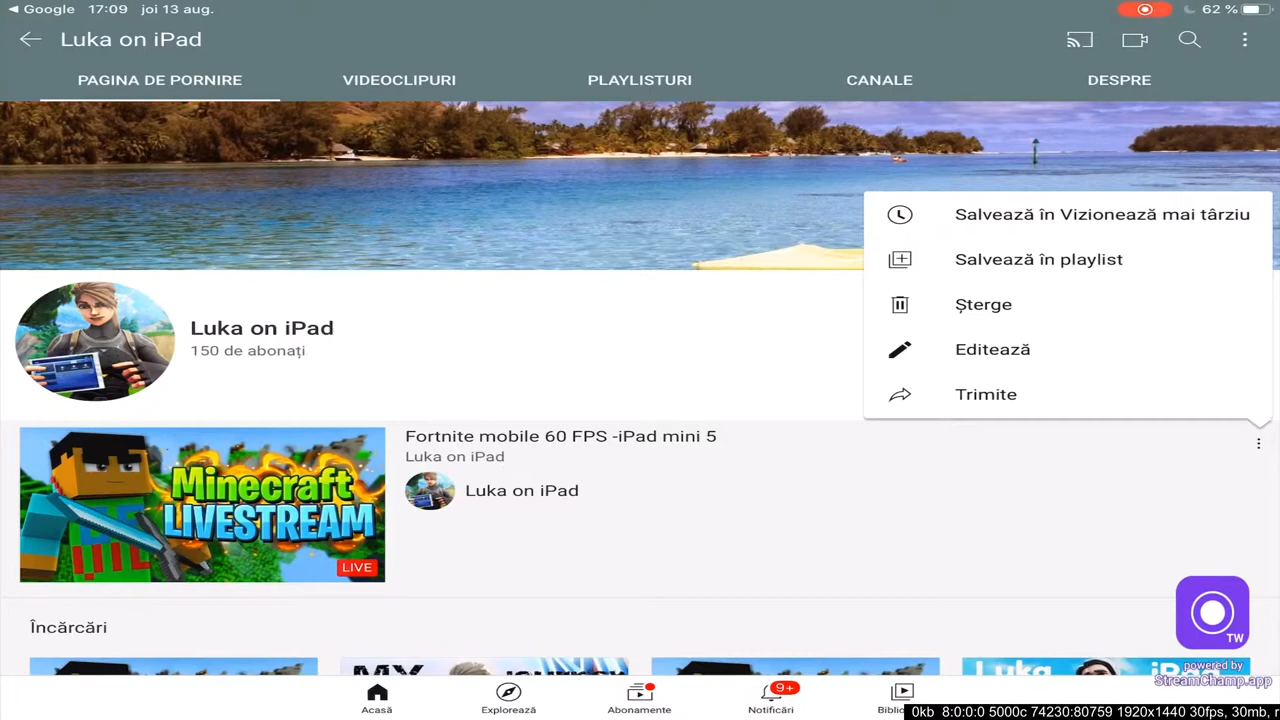 Google 17:09 joi 13 aug.
62 %
Luka on iPad
PAGINA DE PORNIRE VIDEOCLIPURI PLAYLISTURI CANALE DESPRE
Salvează în Vizionează mai târziu
Salvează în playlist
Șterge
Editează
Trimite
Luka on iPad
150 de abonați
Fortnite mobile 60 FPS -iPad mini 5
Luka on iPad
Luka on iPad
Minecraft
LIVESTREAM
LIVE
TW
Încărcări
MY
Luka
powered by
StreamChamp.app
9+
Acasă Explorează Abonamente Notificări
0kb 8:0:0:0 5000c 74230:80759 1920x1440 30fps, 30mb,